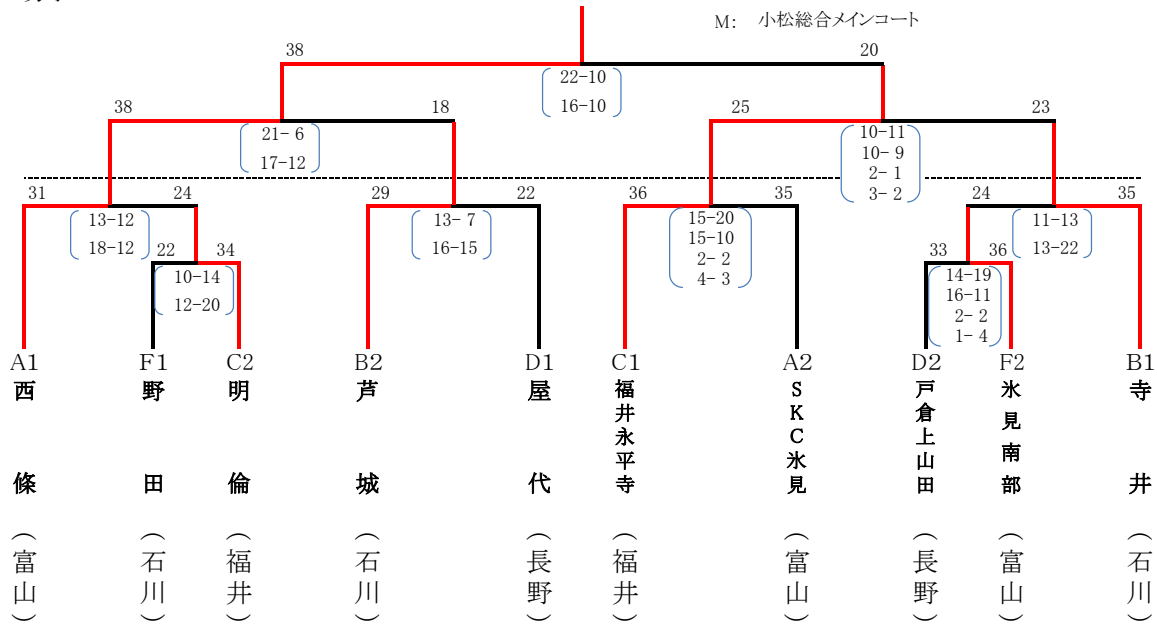 M: 小松総合メインコート
38 20
22-10
16-10
38 18 25 23
21- 6
17-12
10-11
10- 9
2- 1
3- 2
31 24 29 22 36 35 24 35
13-12
18-12
13- 7
16-15
15-20
15-10
2- 2
4- 3
11-13
13-22
22 34 33 36
10-14
12-20
14-19
16-11
2- 2
1- 4
A1 F1 C2 B2 D1 C1 A2 D2 F2 B1
西條
野田
明倫
芦城
屋代
福井永平寺
SKC氷見
戸倉上山田
氷見南部
寺井
(富山)
(石川)
(福井)
(石川)
(長野)
(福井)
(富山)
(長野)
(富山)
(石川)